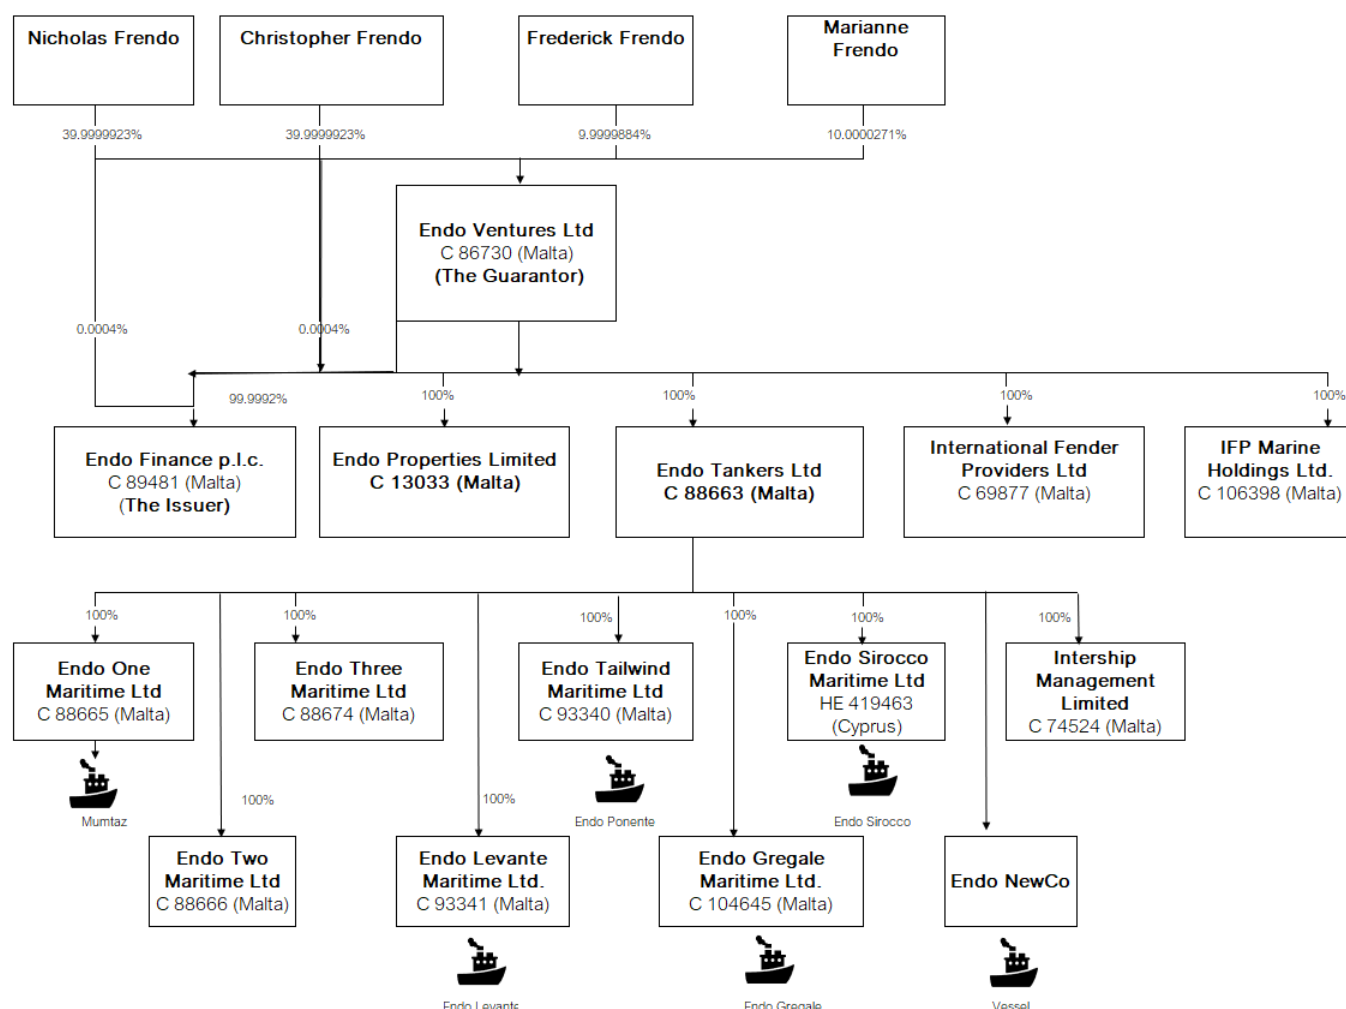 Nicholas Frendo
Christopher Frendo
Frederick Frendo
Marianne
Frendo
39.9999923%
39.9999923%
9.9999884%
10.0000271%
Endo Ventures Ltd
C 86730 (Malta)
(The Guarantor)
0.0004%
0.0004%
99.9992%
100%
100%
100%
100%
Endo Finance p.l.c.
C 89481 (Malta)
(The Issuer)
Endo Properties Limited
C 13033 (Malta)
Endo Tankers Ltd
C 88663 (Malta)
International Fender
Providers Ltd
C 69877 (Malta)
IFP Marine
Holdings Ltd.
C 106398 (Malta)
100%
100%
100%
100%
100%
100%
Endo One
Maritime Ltd
C 88665 (Malta)
Endo Three
Maritime Ltd
C 88674 (Malta)
Endo Tailwind
Maritime Ltd
C 93340 (Malta)
Endo Sirocco
Maritime Ltd
HE 419463
(Cyprus)
Intership
Management
Limited
C 74524 (Malta)
100%
100%
Mumtaz
Endo Ponente
Endo Sirocco
Endo Two
Maritime Ltd
C 88666 (Malta)
Endo Levante
Maritime Ltd.
C 93341 (Malta)
Endo Gregale
Maritime Ltd.
C 104645 (Malta)
Endo NewCo
Endo Levante
Endo Gregale
Vessel